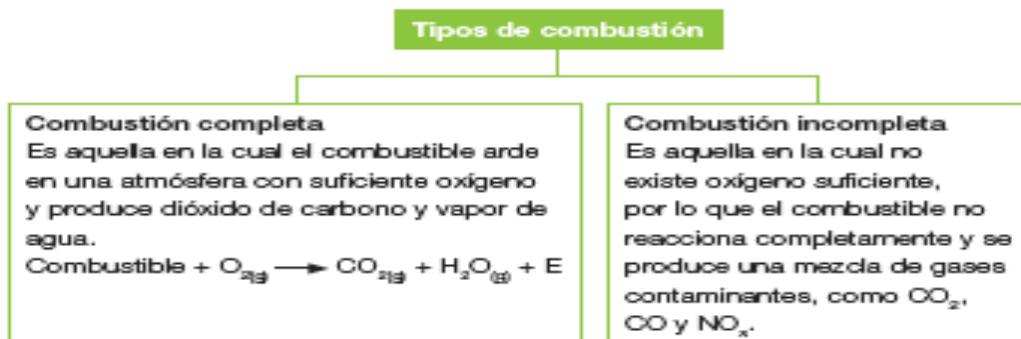 Tipos de combustión
Combustión completa
Es aquella en la cual el combustible arde
en una atmósfera con suficiente oxígeno
y produce dióxido de carbono y vapor de
agua.
Combustible + O₂₍g₎ ⟶ CO₂₍g₎ + H₂O₍g₎ + E
Combustión incompleta
Es aquella en la cual no
existe oxígeno suficiente,
por lo que el combustible no
reacciona completamente y se
produce una mezcla de gases
contaminantes, como CO₂,
CO y NOₓ.